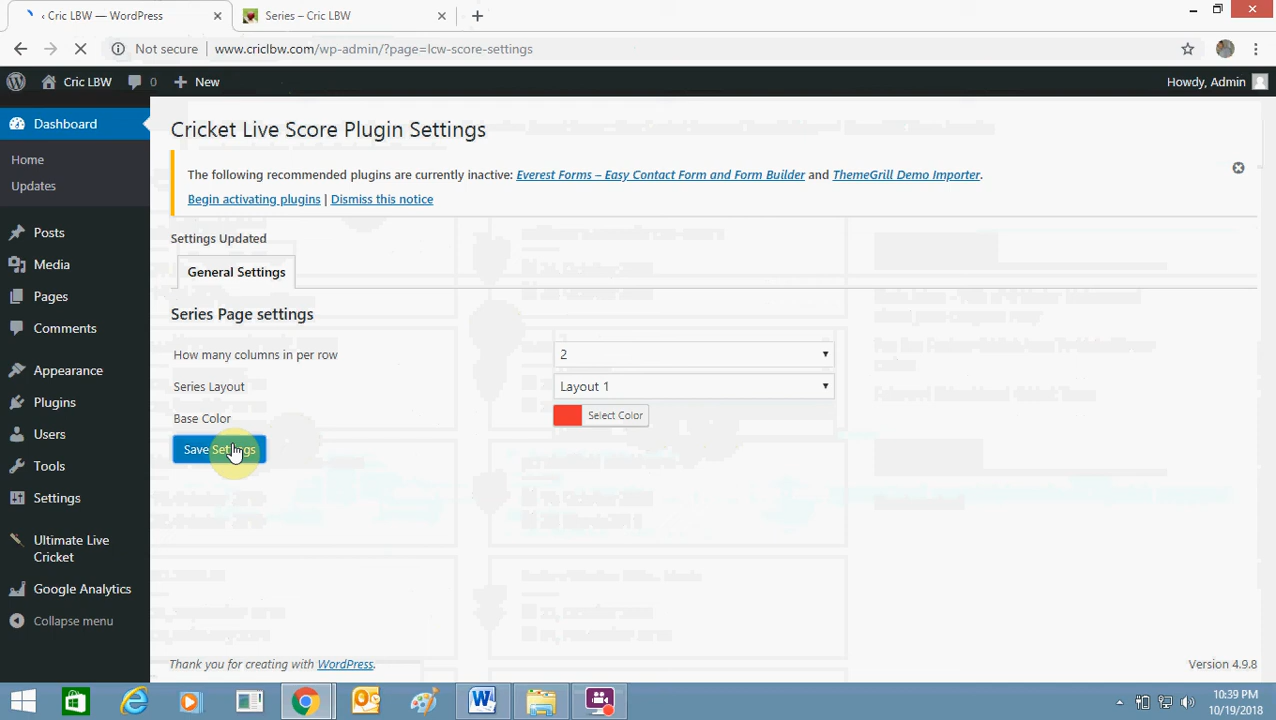 ‹ Cric LBW — WordPress
Series – Cric LBW
Not secure
www.criclbw.com/wp-admin/?page=lcw-score-settings
Cric LBW
0
New
Howdy, Admin
Dashboard
Home
Updates
Posts
Media
Pages
Comments
Appearance
Plugins
Users
Tools
Settings
Ultimate Live
Cricket
Google Analytics
Collapse menu
Cricket Live Score Plugin Settings
The following recommended plugins are currently inactive: Everest Forms – Easy Contact Form and Form Builder and ThemeGrill Demo Importer.
Begin activating plugins | Dismiss this notice
Settings Updated
General Settings
Series Page settings
How many columns in per row
2
Series Layout
Layout 1
Base Color
Select Color
Save Settings
Thank you for creating with WordPress.
Version 4.9.8
10:39 PM
10/19/2018